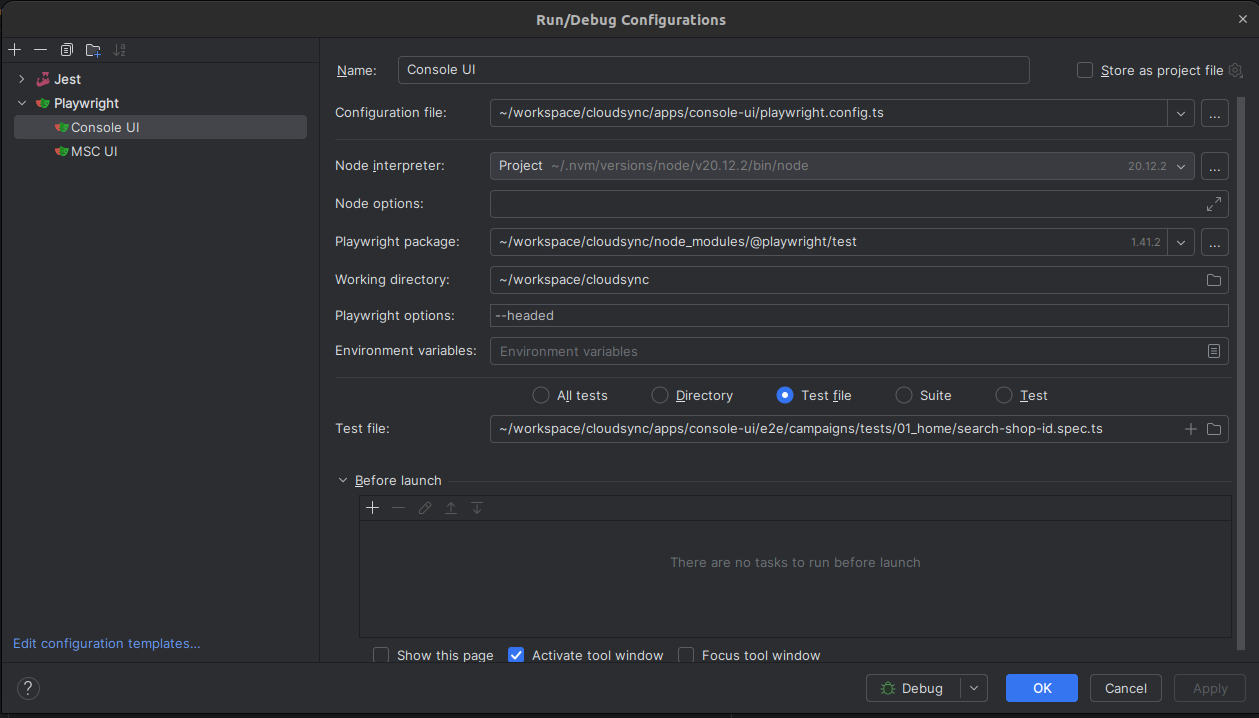 Run/Debug Configurations
Jest
Playwright
Console UI
MSC UI
Edit configuration templates...
Name: Console UI Store as project file
Configuration file: ~/workspace/cloudsync/apps/console-ui/playwright.config.ts ...
Node interpreter: Project ~/.nvm/versions/node/v20.12.2/bin/node 20.12.2 ...
Node options:
Playwright package: ~/workspace/cloudsync/node_modules/@playwright/test 1.41.2 ...
Working directory: ~/workspace/cloudsync
Playwright options: --headed
Environment variables: Environment variables
All tests Directory Test file Suite Test
Test file: ~/workspace/cloudsync/apps/console-ui/e2e/campaigns/tests/01_home/search-shop-id.spec.ts
Before launch
There are no tasks to run before launch
Show this page Activate tool window Focus tool window
? Debug OK Cancel Apply